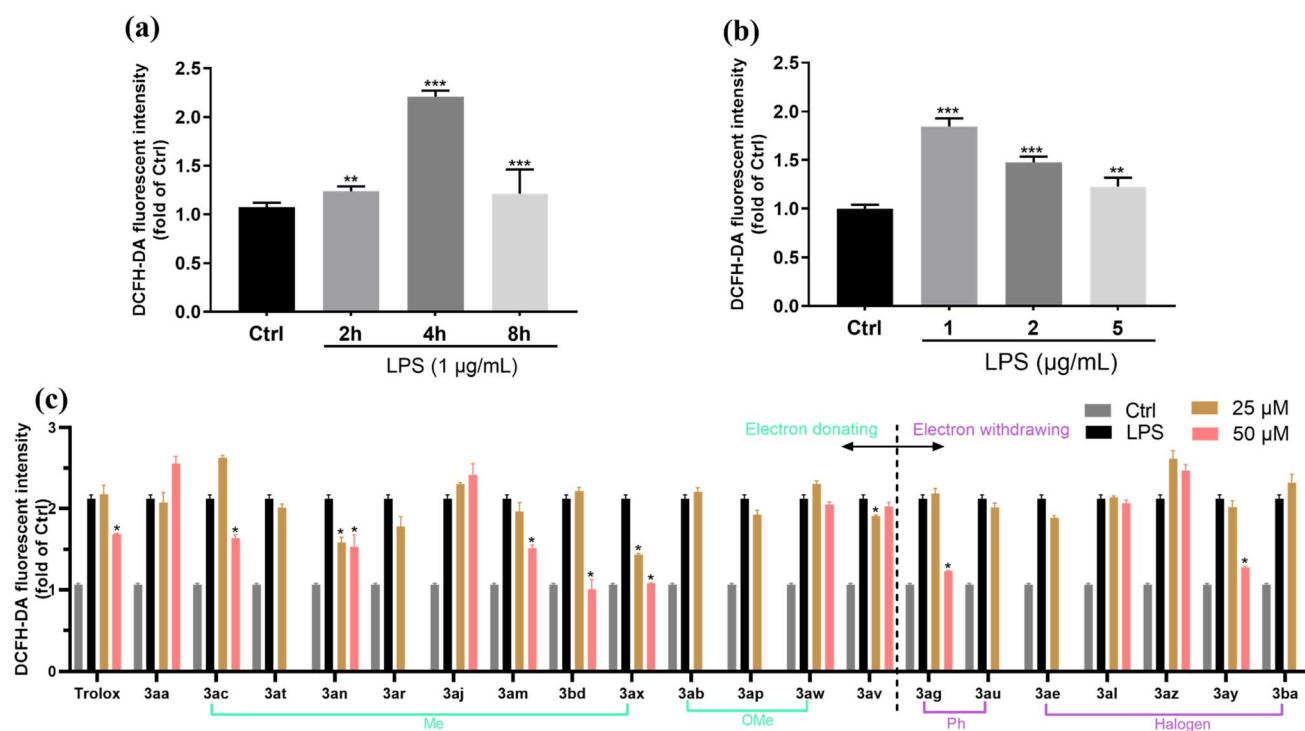 (a)
DCFH-DA fluorescent intensity
(fold of Ctrl)
2.5
2.0
1.5
1.0
0.5
0.0
**
***
***
Ctrl 2h 4h 8h
LPS (1 µg/mL)
(b)
DCFH-DA fluorescent intensity
(fold of Ctrl)
2.5
2.0
1.5
1.0
0.5
0.0
***
***
**
Ctrl 1 2 5
LPS (µg/mL)
(c)
Ctrl 25 µM
LPS 50 µM
Electron donating Electron withdrawing
DCFH-DA fluorescent intensity
(fold of Ctrl)
3
2
1
0
* * * * * * * * * * * *
Trolox 3aa 3ac 3at 3an 3ar 3aj 3am 3bd 3ax 3ab 3ap 3aw 3av 3ag 3au 3ae 3al 3az 3ay 3ba
Me OMe Ph Halogen